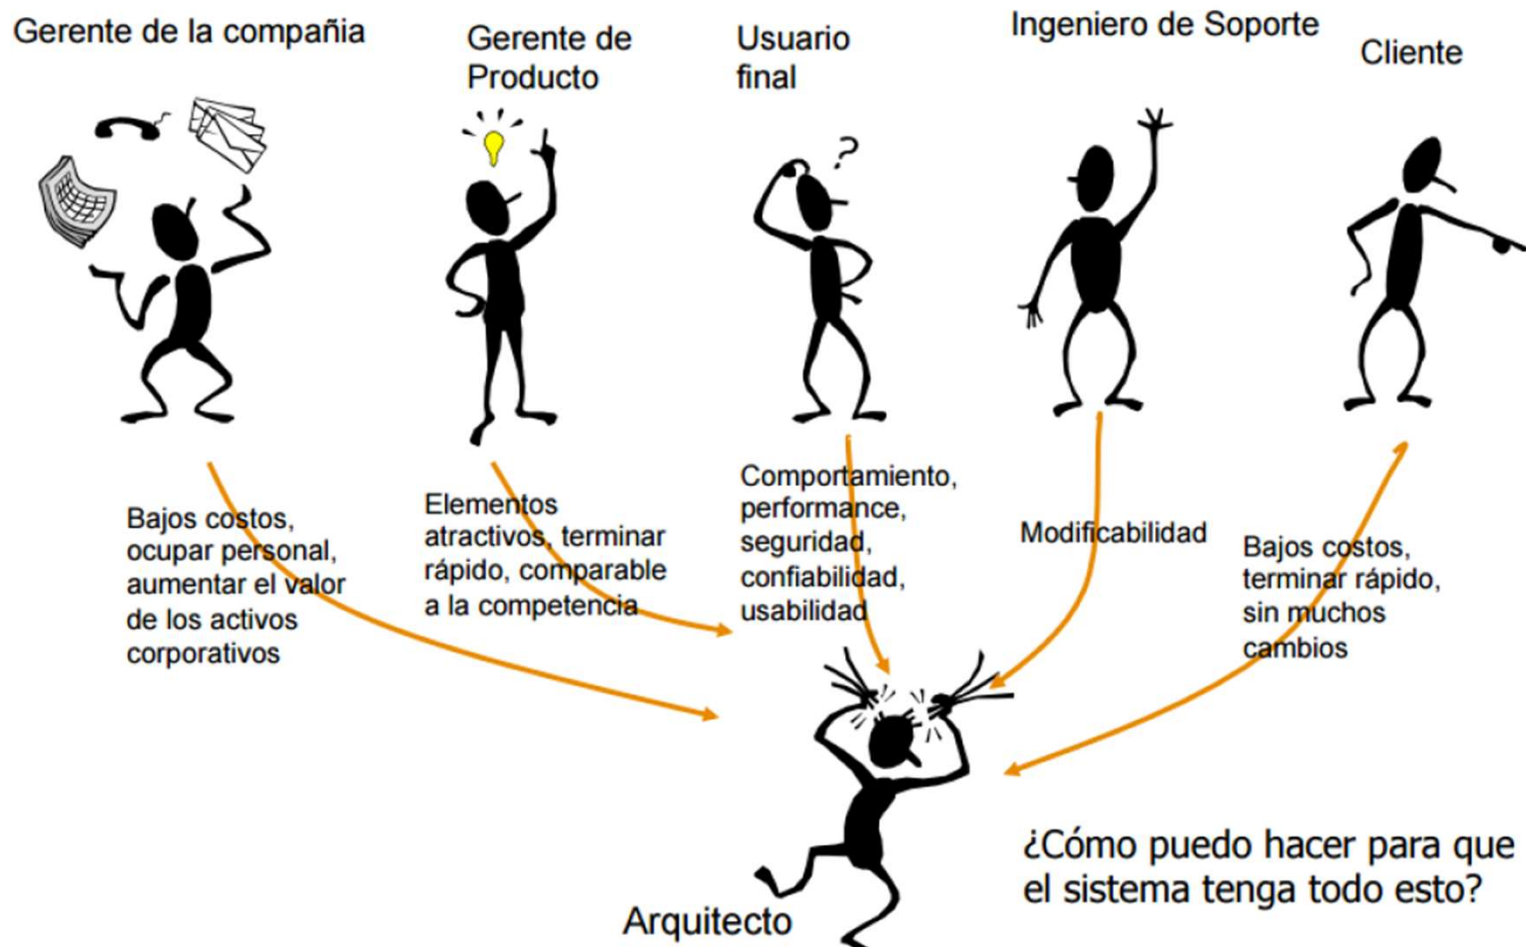 Gerente de la compañia
Gerente de
Producto
Usuario
final
Ingeniero de Soporte
Cliente
?
Bajos costos,
ocupar personal,
aumentar el valor
de los activos
corporativos
Elementos
atractivos, terminar
rápido, comparable
a la competencia
Comportamiento,
performance,
seguridad,
confiabilidad,
usabilidad
Modificabilidad
Bajos costos,
terminar rápido,
sin muchos
cambios
¿Cómo puedo hacer para que
el sistema tenga todo esto?
Arquitecto